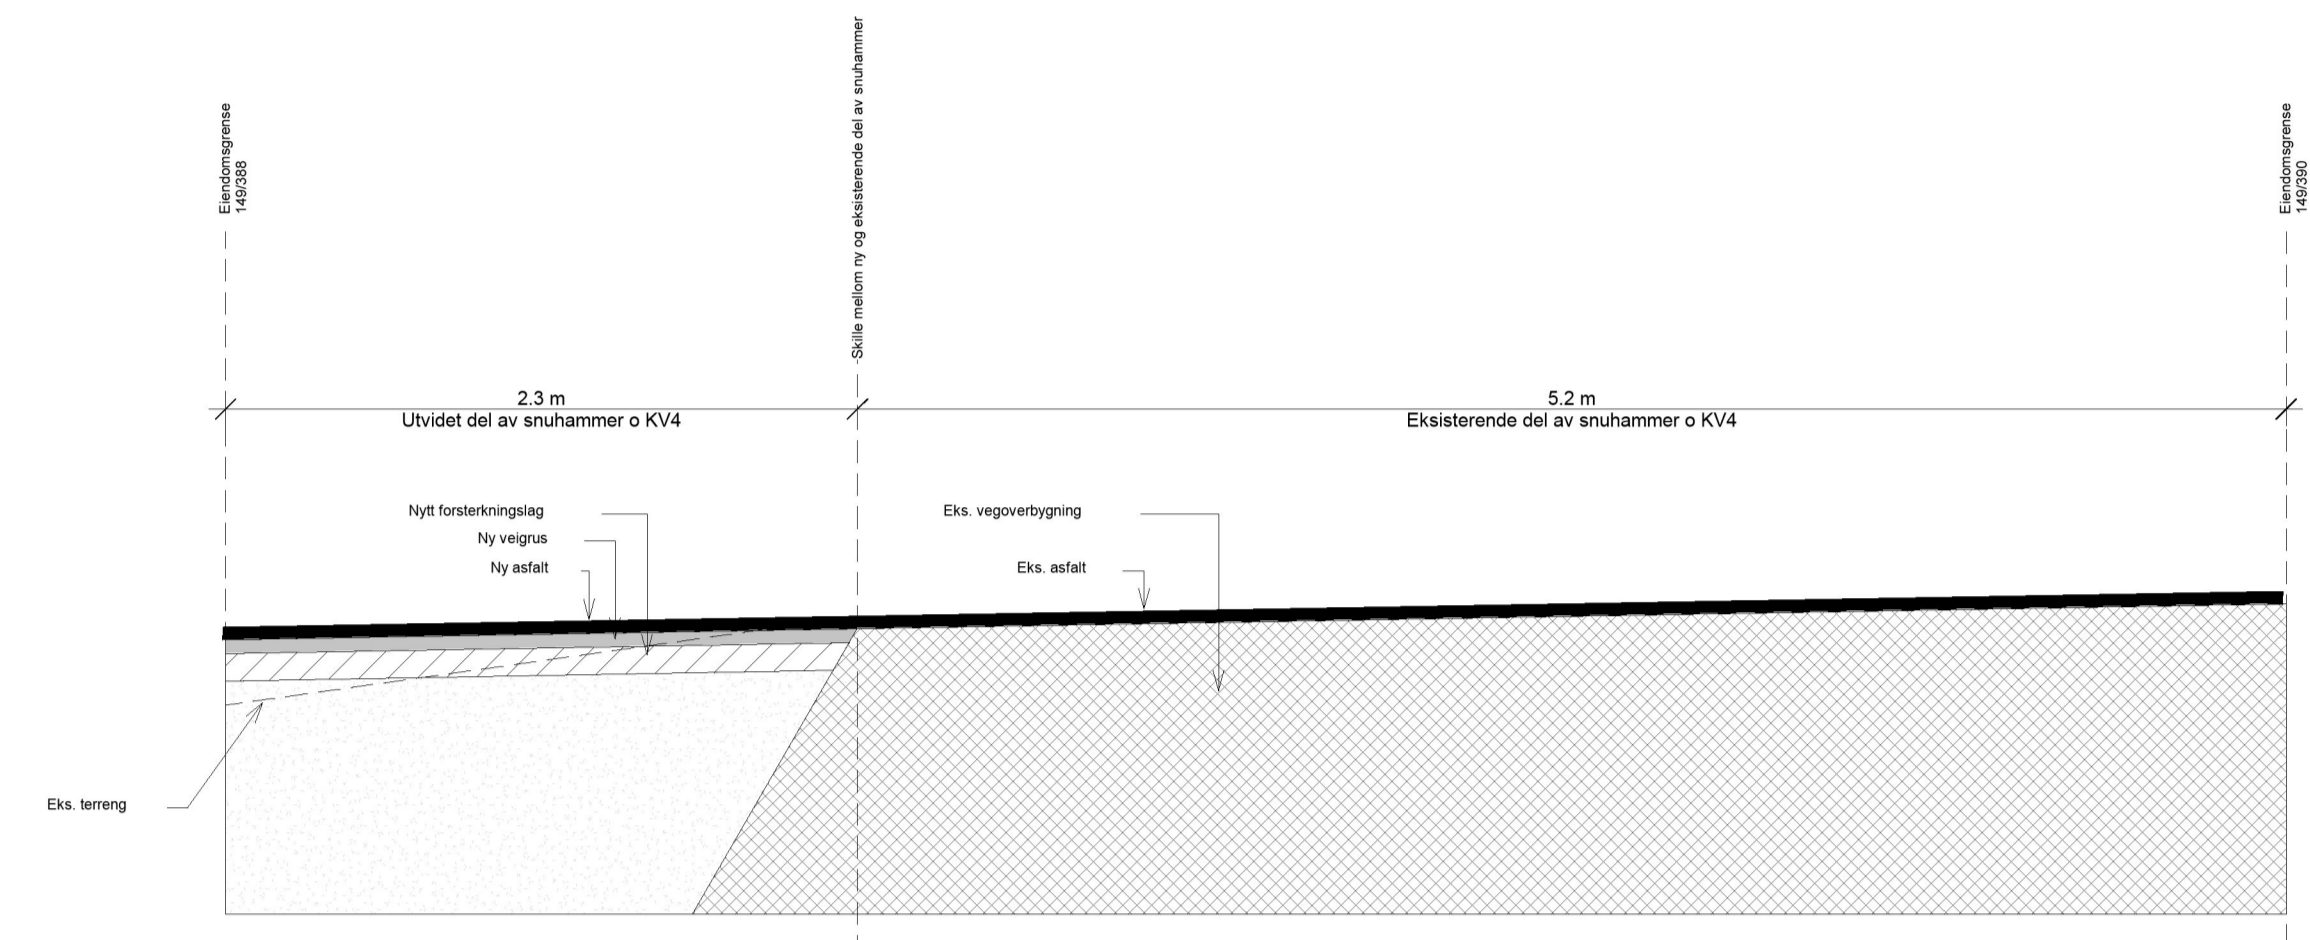 Eiendomsgrense
149/388
Skille mellom ny og eksisterende del av snuhammer
Eiendomsgrense
149/390
2.3 m
Utvidet del av snuhammer o KV4
5.2 m
Eksisterende del av snuhammer o KV4
Nytt forsterkningslag
Ny veigrus
Ny asfalt
Eks. vegoverbygning
Eks. asfalt
Eks. terreng